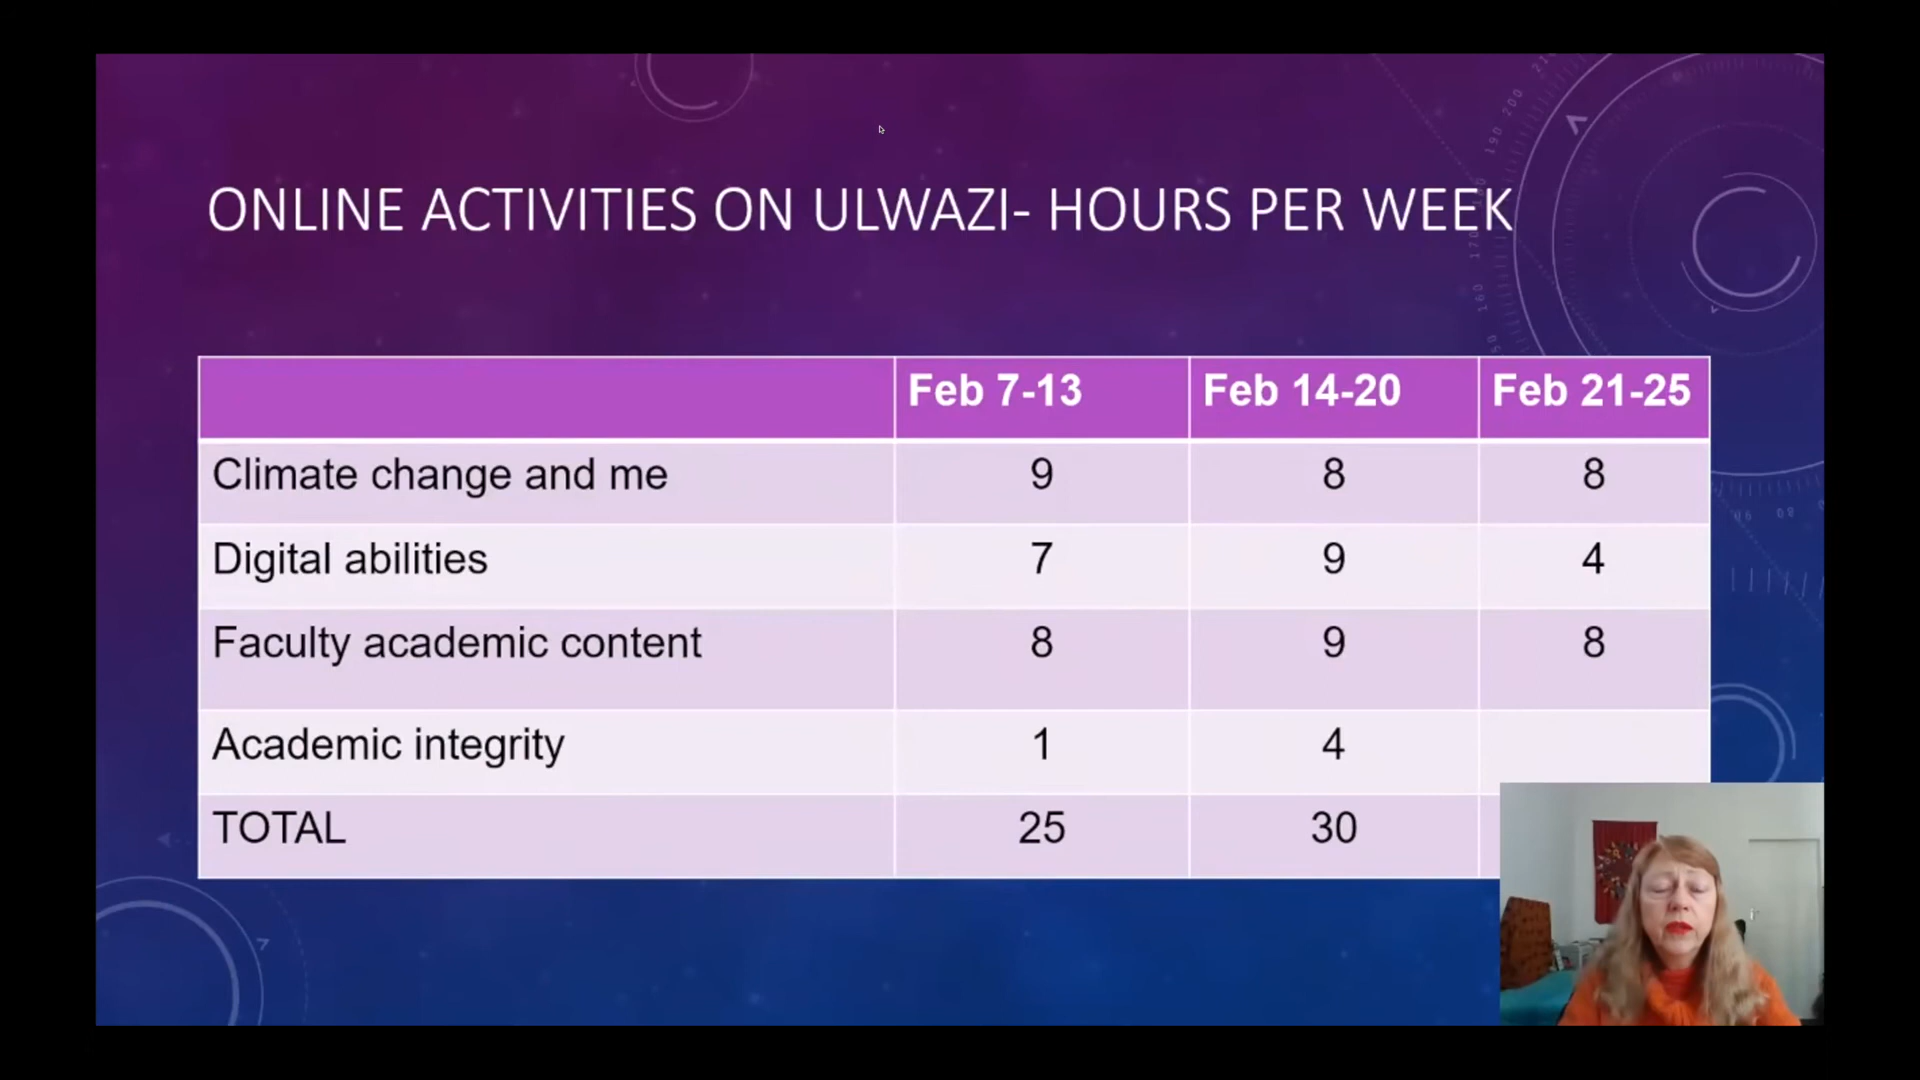 ONLINE ACTIVITIES ON ULWAZI- HOURS PER WEEK
Feb 7-13 Feb 14-20 Feb 21-25
Climate change and me 9 8 8
Digital abilities 7 9 4
Faculty academic content 8 9 8
Academic integrity 1 4
TOTAL 25 30